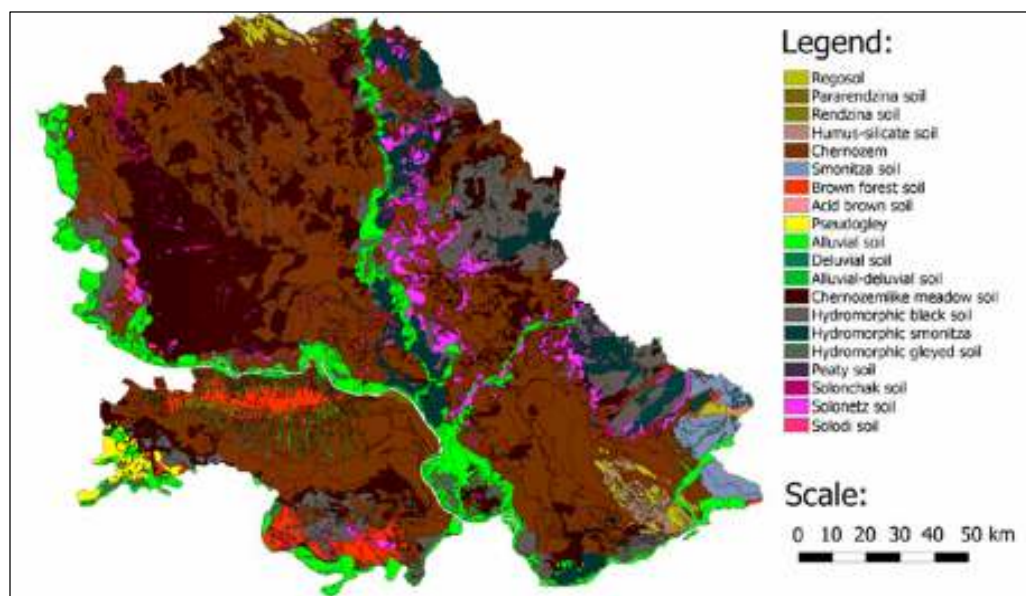 Legend:
Regosol
Pararendzina soil
Rendzina soil
Humus-silicate soil
Chernozem
Smonitza soil
Brown forest soil
Acid brown soil
Pseudogley
Alluvial soil
Deluvial soil
Alluvial-deluvial soil
Chernozemlike meadow soil
Hydromorphic black soil
Hydromorphic smonitza
Hydromorphic gleyed soil
Peaty soil
Solonchak soil
Solonetz soil
Solodi soil
Scale:
0 10 20 30 40 50 km